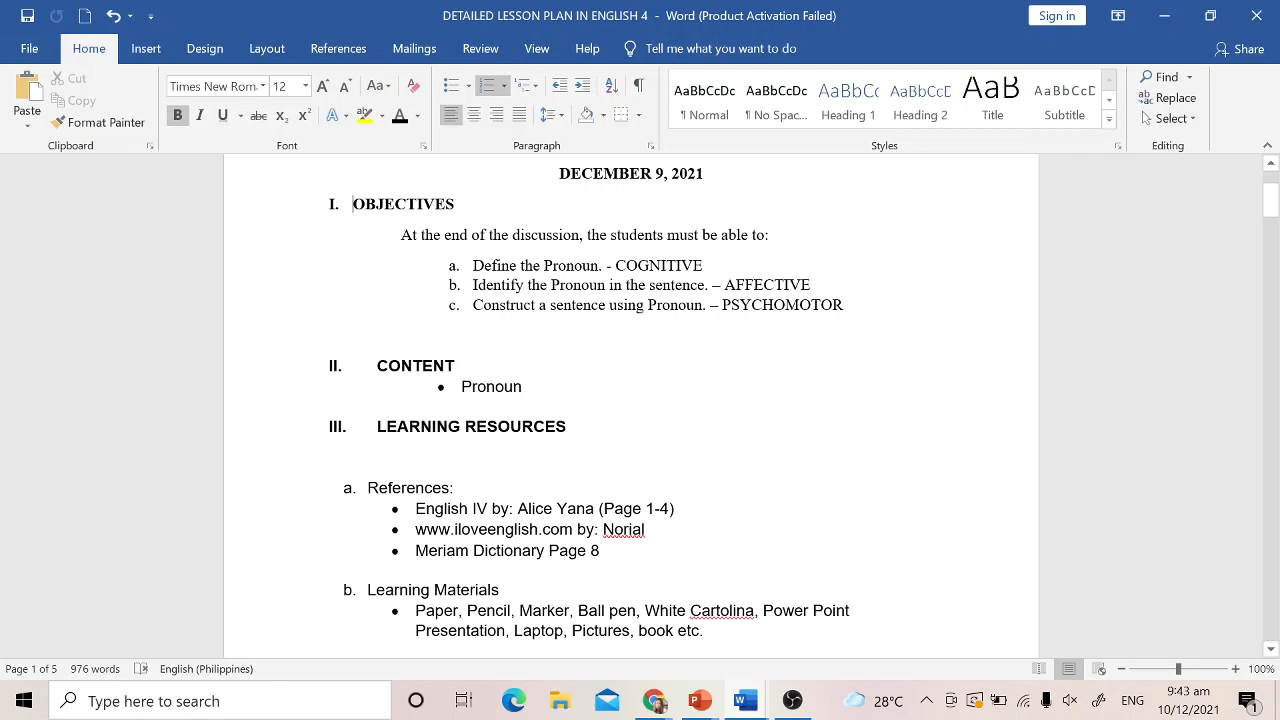 DETAILED LESSON PLAN IN ENGLISH 4 - Word (Product Activation Failed)
Sign in
File Home Insert Design Layout References Mailings Review View Help Tell me what you want to do Share
Cut
Copy
Format Painter
Paste
Clipboard
Times New Rom 12
Font
Paragraph
AaBbCcDc AaBbCcDc AaBbCc AaBbCcD AaB AaBbCcD
¶ Normal ¶ No Spac... Heading 1 Heading 2 Title Subtitle
Styles
Find
Replace
Select
Editing
DECEMBER 9, 2021
I. OBJECTIVES
At the end of the discussion, the students must be able to:
a. Define the Pronoun. - COGNITIVE
b. Identify the Pronoun in the sentence. – AFFECTIVE
c. Construct a sentence using Pronoun. – PSYCHOMOTOR
II. CONTENT
• Pronoun
III. LEARNING RESOURCES
a. References:
• English IV by: Alice Yana (Page 1-4)
• www.iloveenglish.com by: Norial
• Meriam Dictionary Page 8
b. Learning Materials
• Paper, Pencil, Marker, Ball pen, White Cartolina, Power Point
Presentation, Laptop, Pictures, book etc.
Page 1 of 5 976 words English (Philippines) 100%
Type here to search
28°C ENG
9:43 am
10/12/2021